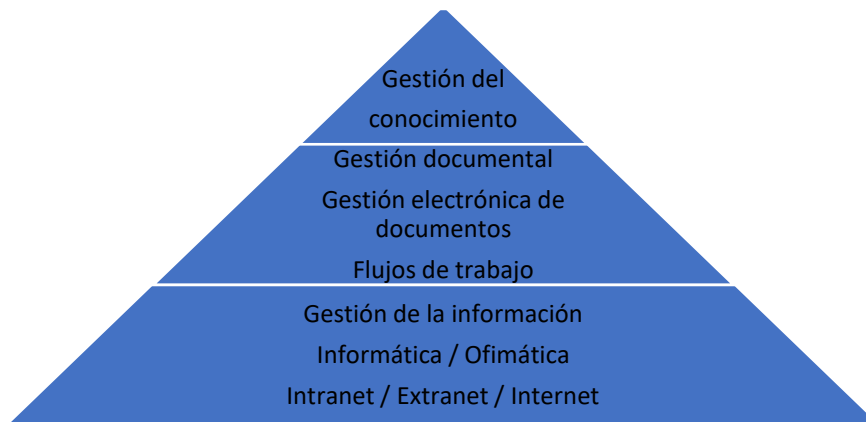 Gestión del
conocimiento
Gestión documental
Gestión electrónica de
documentos
Flujos de trabajo
Gestión de la información
Informática / Ofimática
Intranet / Extranet / Internet